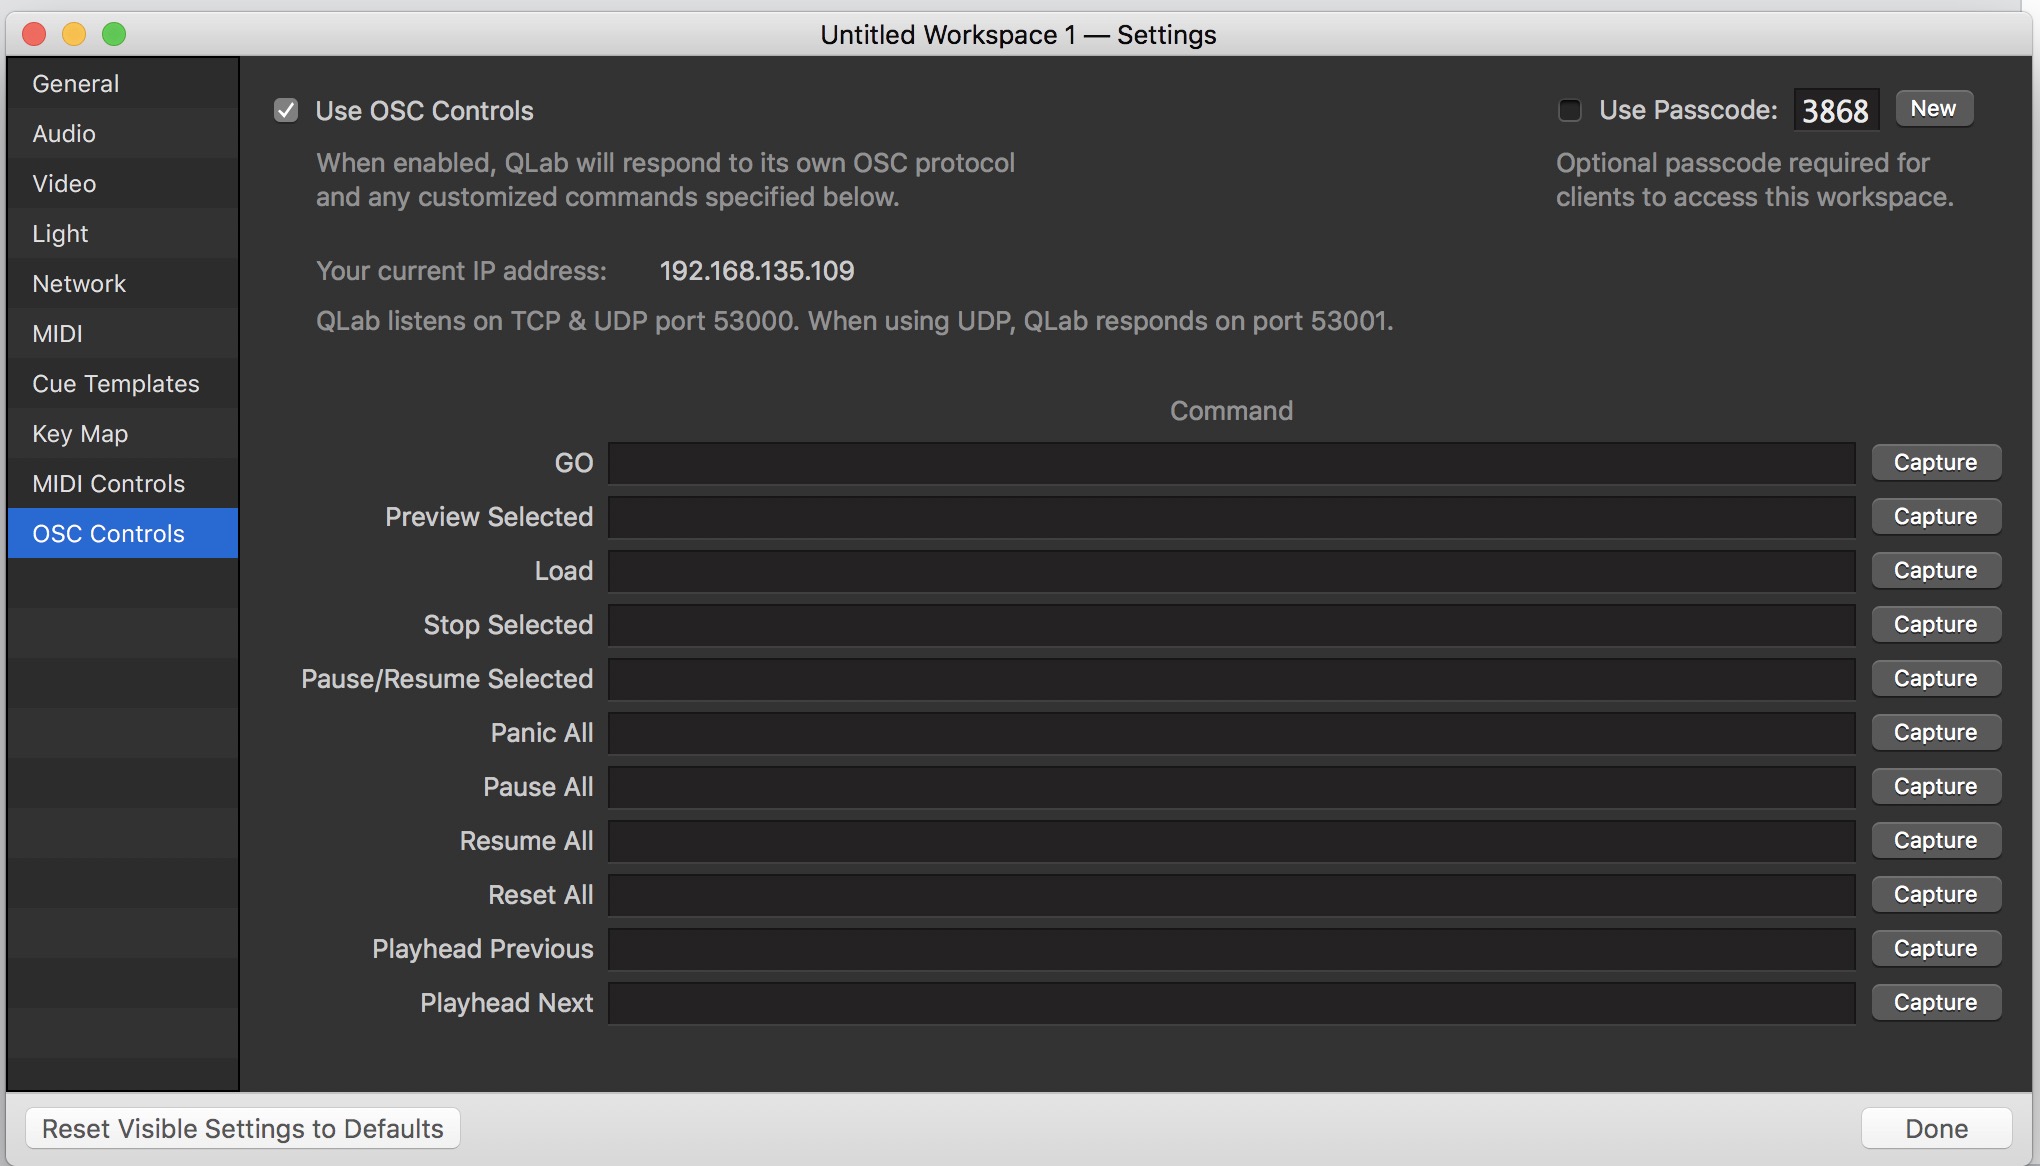 Untitled Workspace 1 — Settings
General
Audio
Video
Light
Network
MIDI
Cue Templates
Key Map
MIDI Controls
OSC Controls
Use OSC Controls
When enabled, QLab will respond to its own OSC protocol
and any customized commands specified below.
Use Passcode: 3868 New
Optional passcode required for
clients to access this workspace.
Your current IP address: 192.168.135.109
QLab listens on TCP & UDP port 53000. When using UDP, QLab responds on port 53001.
Command
GO Capture
Preview Selected Capture
Load Capture
Stop Selected Capture
Pause/Resume Selected Capture
Panic All Capture
Pause All Capture
Resume All Capture
Reset All Capture
Playhead Previous Capture
Playhead Next Capture
Reset Visible Settings to Defaults
Done